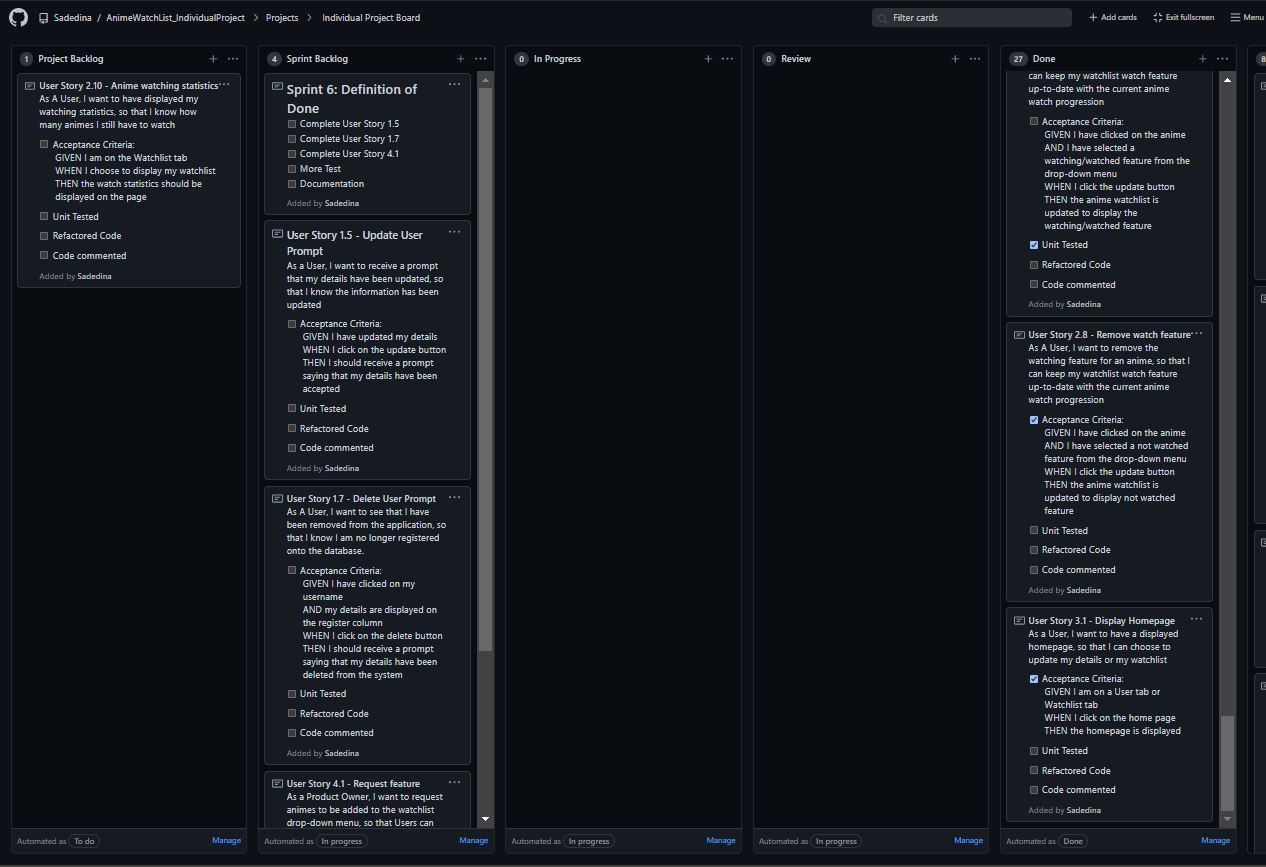 Sadedina / AnimeWatchList_IndividualProject > Projects > Individual Project Board
Filter cards
+ Add cards
Exit fullscreen
Menu
1 Project Backlog
User Story 2.10 - Anime watching statistics
As A User, I want to have displayed my
watching statistics, so that I know how
many animes I still have to watch
Acceptance Criteria:
GIVEN I am on the Watchlist tab
WHEN I choose to display my watchlist
THEN the watch statistics should be
displayed on the page
Unit Tested
Refactored Code
Code commented
Added by Sadedina
Automated as To do
Manage
4 Sprint Backlog
Sprint 6: Definition of
Done
Complete User Story 1.5
Complete User Story 1.7
Complete User Story 4.1
More Test
Documentation
Added by Sadedina
User Story 1.5 - Update User
Prompt
As a User, I want to receive a prompt
that my details have been updated, so
that I know the information has been
updated
Acceptance Criteria:
GIVEN I have updated my details
WHEN I click on the update button
THEN I should receive a prompt
saying that my details have been
accepted
Unit Tested
Refactored Code
Code commented
Added by Sadedina
User Story 1.7 - Delete User Prompt
As A User, I want to see that I have
been removed from the application, so
that I know I am no longer registered
onto the database.
Acceptance Criteria:
GIVEN I have clicked on my
username
AND my details are displayed on
the register column
WHEN I click on the delete button
THEN I should receive a prompt
saying that my details have been
deleted from the system
Unit Tested
Refactored Code
Code commented
Added by Sadedina
User Story 4.1 - Request feature
As a Product Owner, I want to request
animes to be added to the watchlist
drop-down menu, so that Users can
Automated as In progress
Manage
0 In Progress
Automated as In progress
Manage
0 Review
Automated as In progress
Manage
27 Done
can keep my watchlist watch feature
up-to-date with the current anime
watch progression
Acceptance Criteria:
GIVEN I have clicked on the anime
AND I have selected a
watching/watched feature from the
drop-down menu
WHEN I click the update button
THEN the anime watchlist is
updated to display the
watching/watched feature
Unit Tested
Refactored Code
Code commented
Added by Sadedina
User Story 2.8 - Remove watch feature
As A User, I want to remove the
watching feature for an anime, so that I
can keep my watchlist watch feature
up-to-date with the current anime
watch progression
Acceptance Criteria:
GIVEN I have clicked on the anime
AND I have selected a not watched
feature from the drop-down menu
WHEN I click the update button
THEN the anime watchlist is
updated to display not watched
feature
Unit Tested
Refactored Code
Code commented
Added by Sadedina
User Story 3.1 - Display Homepage
As a User, I want to have a displayed
homepage, so that I can choose to
update my details or my watchlist
Acceptance Criteria:
GIVEN I am on a User tab or
Watchlist tab
WHEN I click on the home page
THEN the homepage is displayed
Unit Tested
Refactored Code
Code commented
Added by Sadedina
Automated as Done
Manage
8